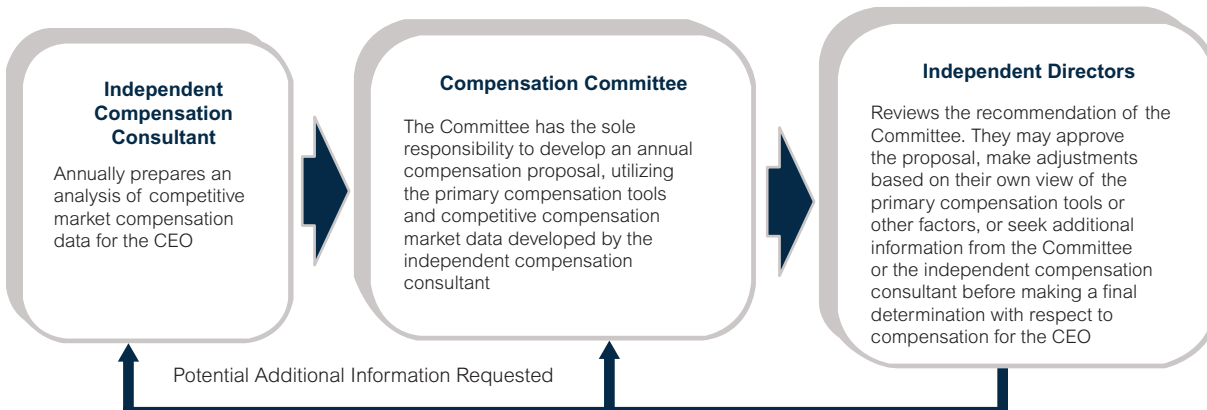 Independent
Compensation
Consultant
Annually prepares an
analysis of competitive
market compensation
data for the CEO
Compensation Committee
The Committee has the sole
responsibility to develop an annual
compensation proposal, utilizing
the primary compensation tools
and competitive compensation
market data developed by the
independent compensation
consultant
Independent Directors
Reviews the recommendation of the
Committee. They may approve
the proposal, make adjustments
based on their own view of the
primary compensation tools or
other factors, or seek additional
information from the Committee
or the independent compensation
consultant before making a final
determination with respect to
compensation for the CEO
Potential Additional Information Requested